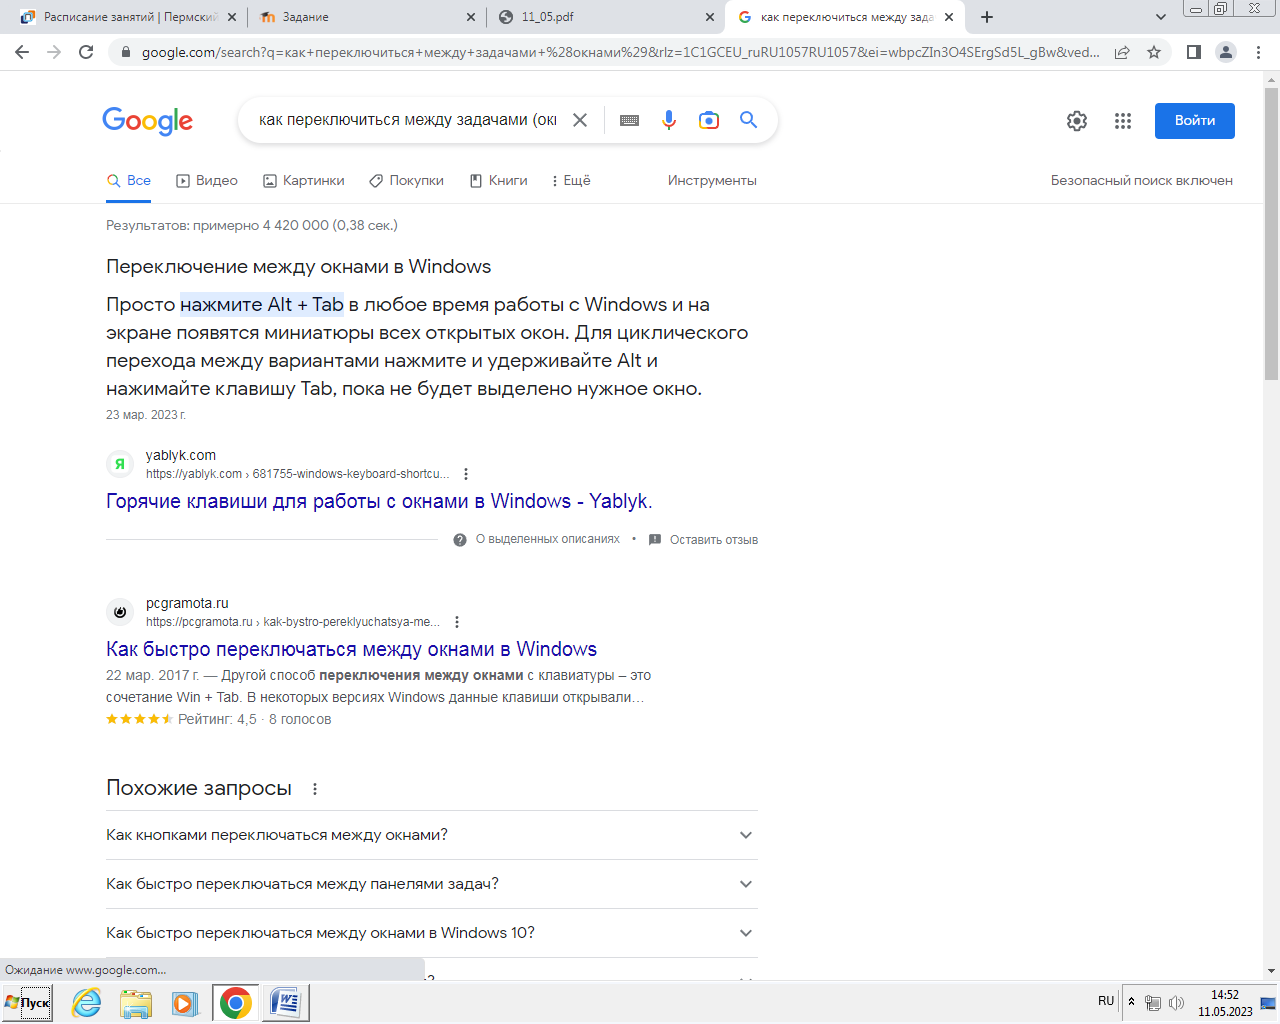 Расписание занятий | Пермский
Задание
11_05.pdf
как переключиться между зада
google.com/search?q=как+переключиться+между+задачами+%28окнами%29&rlz=1C1GCEU_ruRU1057RU1057&ei=wbpcZIn3O4SErgSd5L_gBw&ved...
Google
как переключиться между задачами (ок
Войти
Все
Видео
Картинки
Покупки
Книги
Ещё
Инструменты
Безопасный поиск включен
Результатов: примерно 4 420 000 (0,38 сек.)
Переключение между окнами в Windows
Просто нажмите Alt + Tab в любое время работы с Windows и на
экране появятся миниатюры всех открытых окон. Для циклического
перехода между вариантами нажмите и удерживайте Alt и
нажимайте клавишу Tab, пока не будет выделено нужное окно.
23 мар. 2023 г.
Я
yablyk.com
https://yablyk.com › 681755-windows-keyboard-shortcu...
Горячие клавиши для работы с окнами в Windows - Yablyk.
О выделенных описаниях • Оставить отзыв
pcgramota.ru
https://pcgramota.ru › kak-bystro-pereklyuchatsya-me...
Как быстро переключаться между окнами в Windows
22 мар. 2017 г. — Другой способ переключения между окнами с клавиатуры – это
сочетание Win + Tab. В некоторых версиях Windows данные клавиши открывали...
Рейтинг: 4,5 · 8 голосов
Похожие запросы
Как кнопками переключаться между окнами?
Как быстро переключаться между панелями задач?
Как быстро переключаться между окнами в Windows 10?
Ожидание www.google.com...
Пуск
RU
14:52
11.05.2023